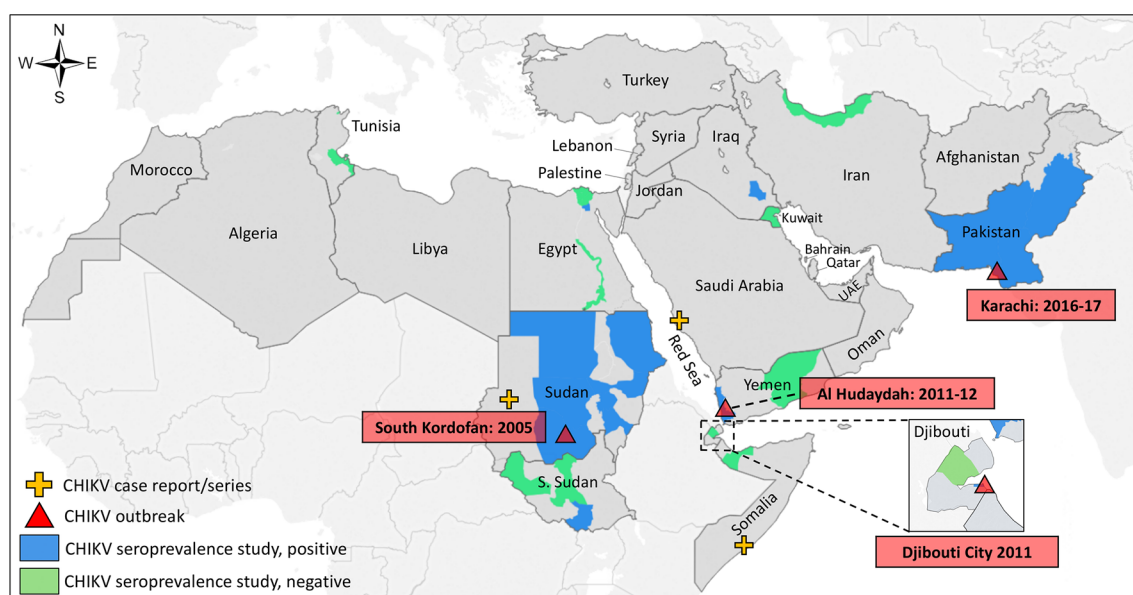 N
W E
S
Turkey
Tunisia
Syria
Iraq
Lebanon
Afghanistan
Morocco
Palestine
Iran
Jordan
Kuwait
Algeria
Libya
Egypt
Pakistan
Bahrain
Qatar
Saudi Arabia
UAE
Karachi: 2016-17
Oman
Red Sea
Yemen
Sudan
Al Hudaydah: 2011-12
South Kordofan: 2005
Djibouti
S. Sudan
Somalia
Djibouti City 2011
CHIKV case report/series
CHIKV outbreak
CHIKV seroprevalence study, positive
CHIKV seroprevalence study, negative